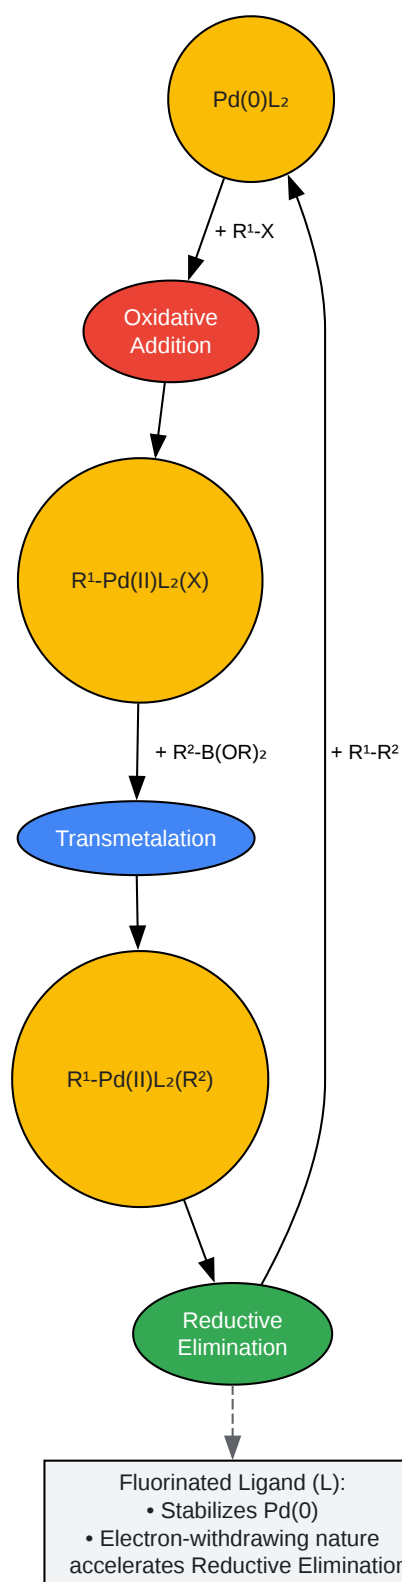 Pd(0)L₂
+ R¹-X
Oxidative
Addition
R¹-Pd(II)L₂(X)
+ R²-B(OR)₂
+ R¹-R²
Transmetalation
R¹-Pd(II)L₂(R²)
Reductive
Elimination
Fluorinated Ligand (L):
• Stabilizes Pd(0)
• Electron-withdrawing nature
accelerates Reductive Elimination